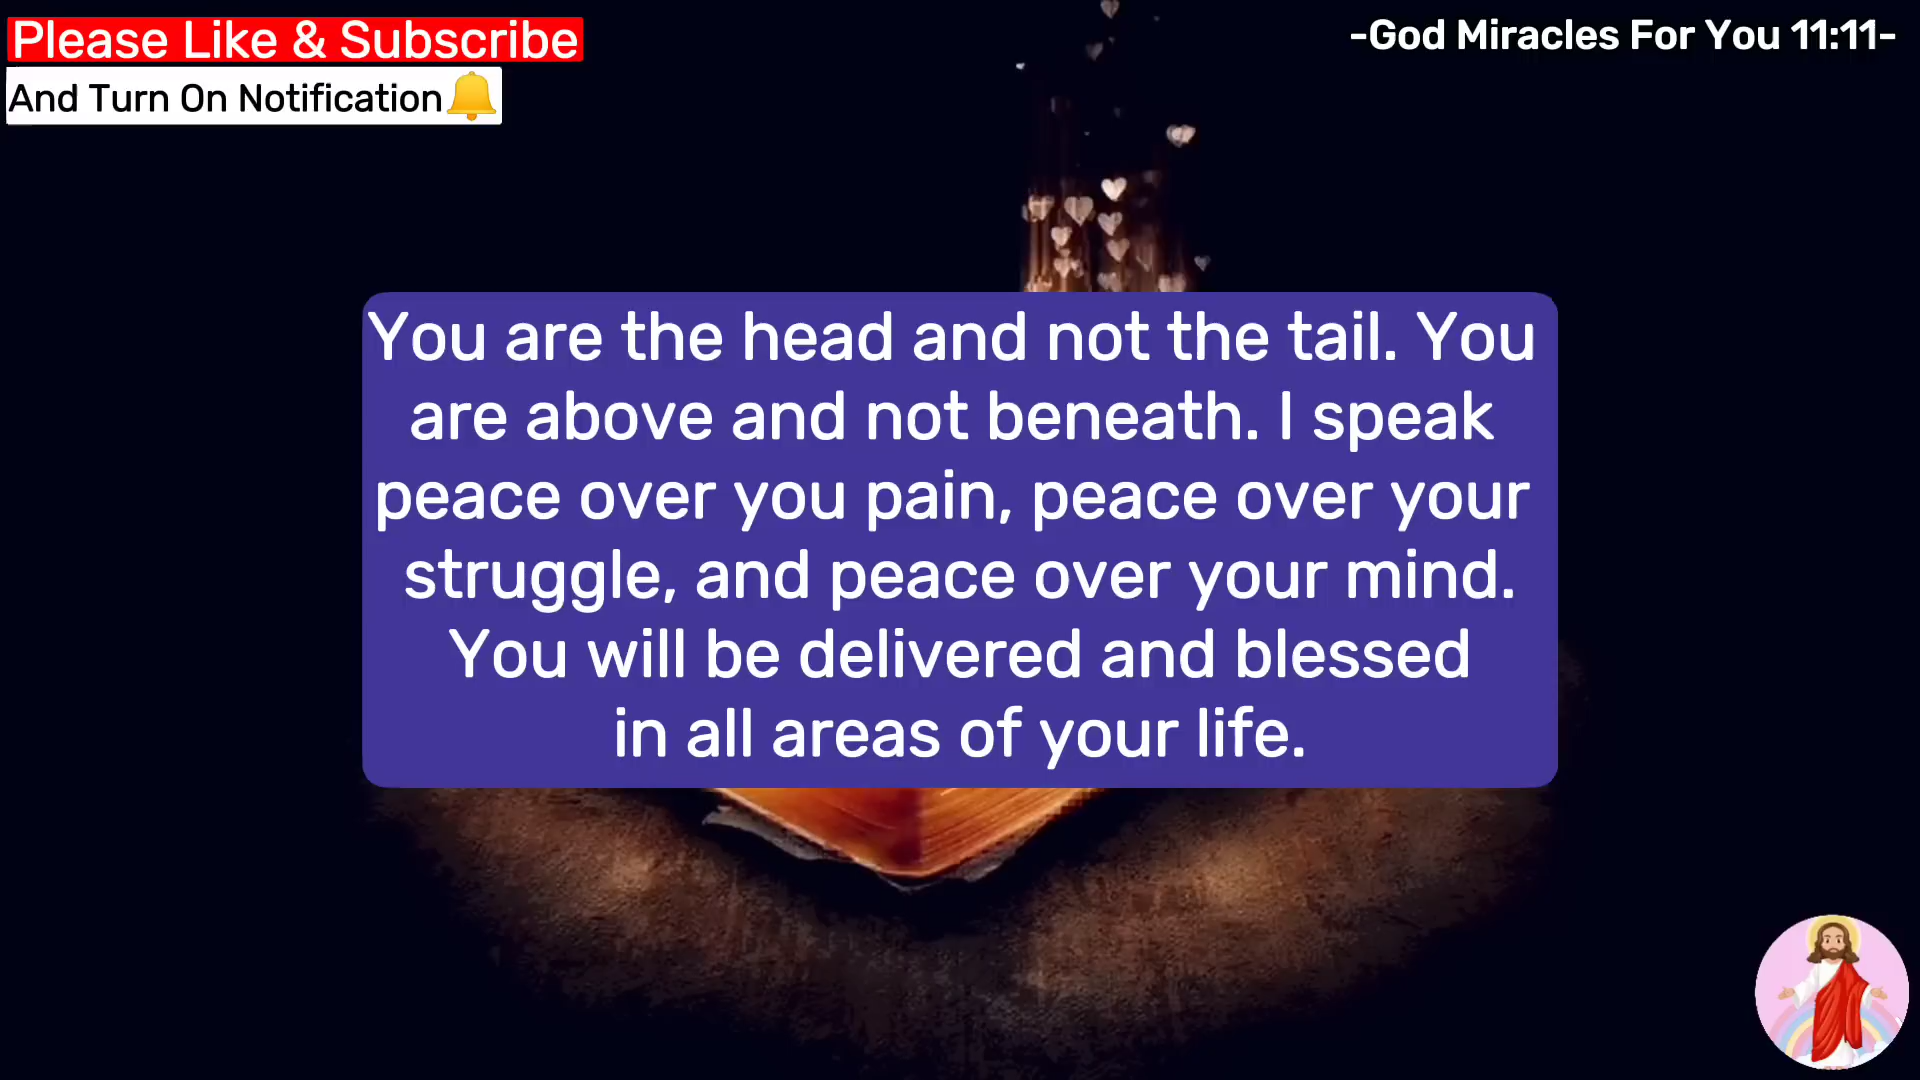 Please Like & Subscribe
And Turn On Notification
-God Miracles For You 11:11-
You are the head and not the tail. You
are above and not beneath. I speak
peace over you pain, peace over your
struggle, and peace over your mind.
You will be delivered and blessed
in all areas of your life.